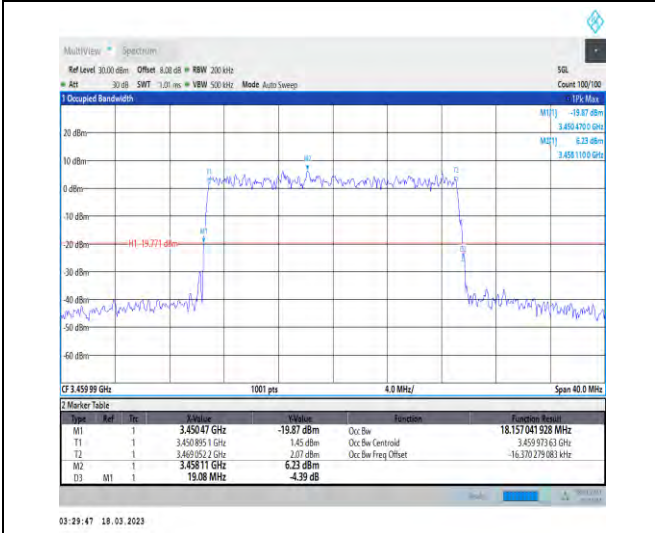 MultiView Spectrum
Ref Level 30.00 dBm Offset 8.08 dB RBW 200 kHz SGL
Att 30 dB SWT 1.01 ms VBW 500 kHz Mode Auto Sweep Count 100/100
1 Occupied Bandwidth 1Pk Max
M1[1] -19.87 dBm
3.450 470 0 GHz
M2[1] 6.23 dBm
3.458 110 0 GHz
20 dBm
10 dBm
0 dBm
-10 dBm
-20 dBm
-30 dBm
-40 dBm
-50 dBm
-60 dBm
H1 -19.771 dBm
M1
T1
M2
T2
D3
CF 3.459 99 GHz 1001 pts 4.0 MHz/ Span 40.0 MHz
2 Marker Table
Type Ref Trc X-Value Y-Value Function Function Result
M1 1 3.45047 GHz -19.87 dBm Occ Bw 18.157 041 928 MHz
T1 1 3.450 895 1 GHz 1.45 dBm Occ Bw Centroid 3.459 973 63 GHz
T2 1 3.469 052 2 GHz 2.07 dBm Occ Bw Freq Offset -16.370 279 083 kHz
M2 1 3.45811 GHz 6.23 dBm
D3 M1 1 19.08 MHz -4.39 dB
03:29:47 18.03.2023